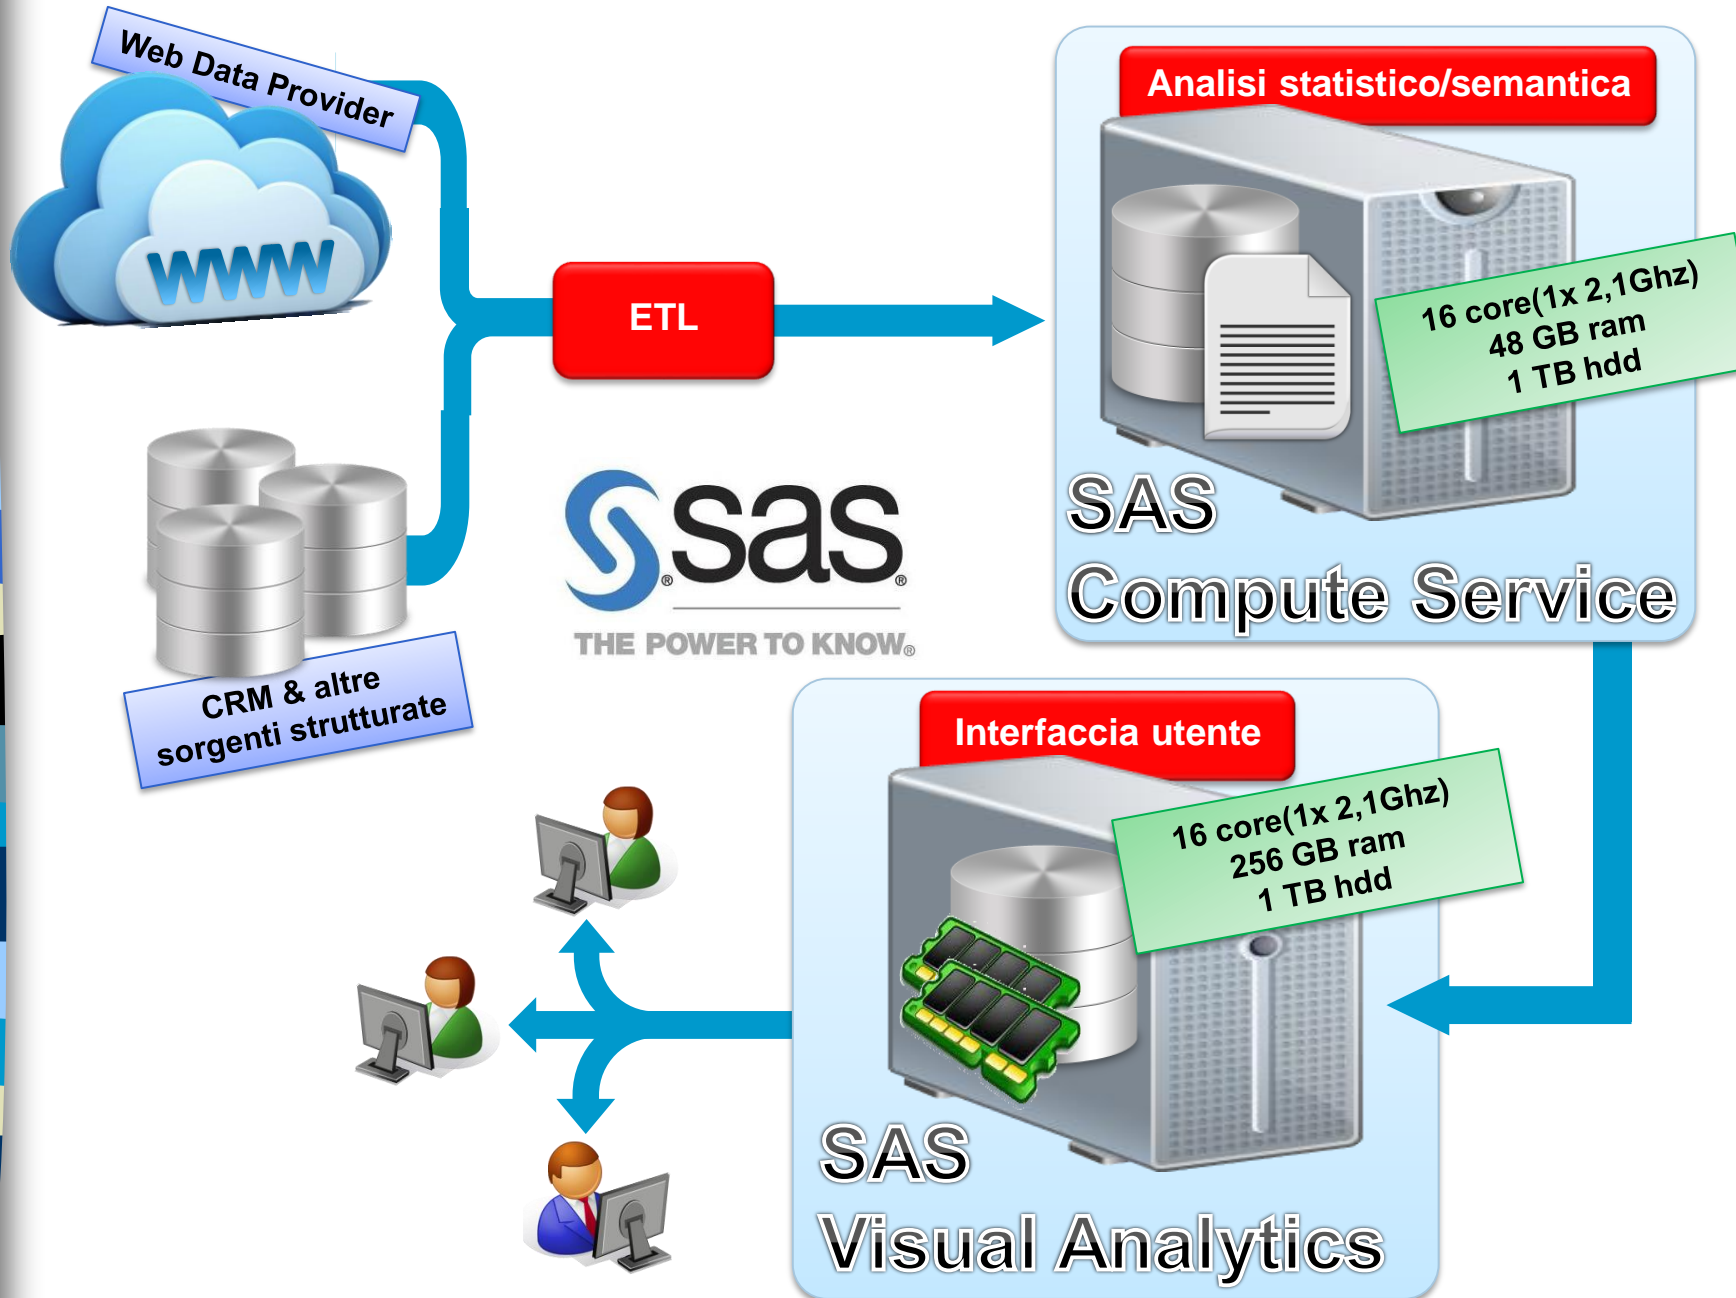 Web Data Provider
www
CRM & altre
sorgenti strutturate
ETL
Analisi statistico/semantica
16 core(1x 2,1Ghz)
48 GB ram
1 TB hdd
SAS
Compute Service
sas®
®
THE POWER TO KNOW®
Interfaccia utente
16 core(1x 2,1Ghz)
256 GB ram
1 TB hdd
SAS
Visual Analytics